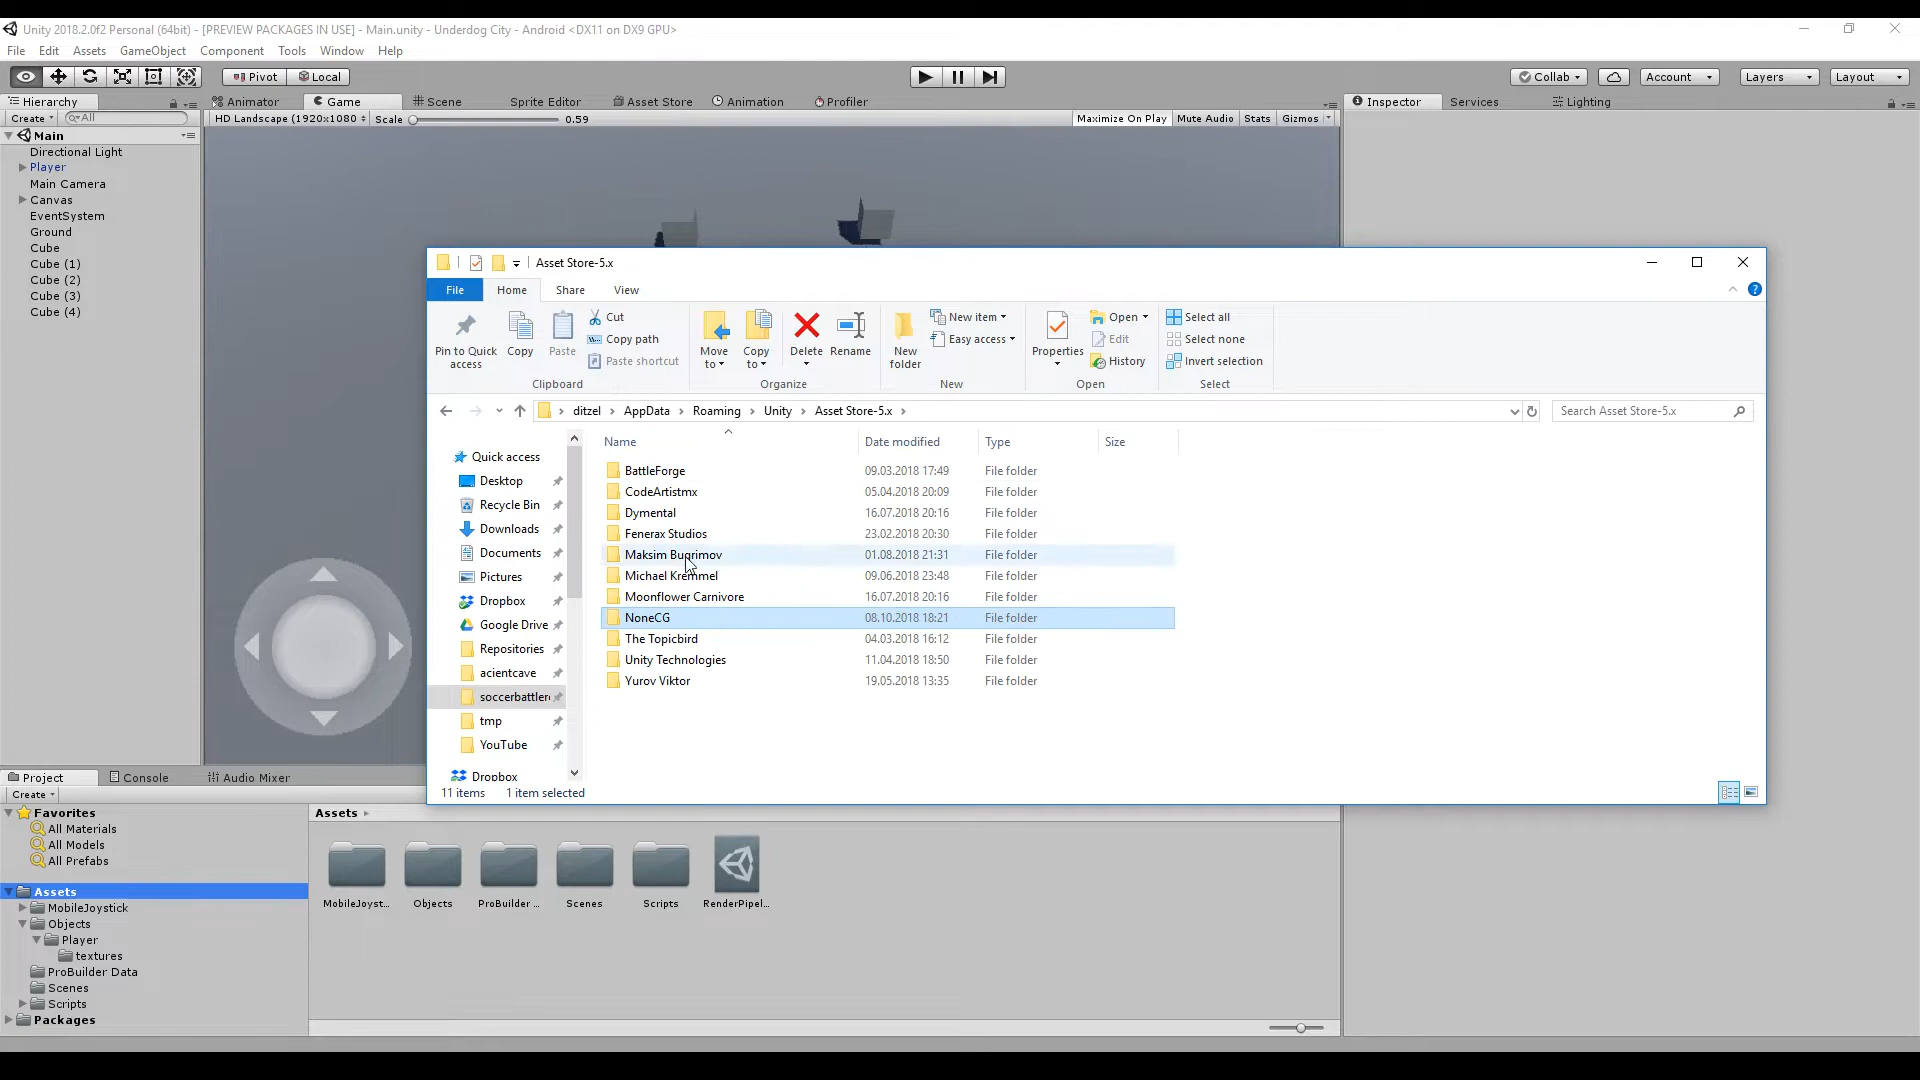 Unity 2018.2.0f2 Personal (64bit) - [PREVIEW PACKAGES IN USE] - Main.unity - Underdog City - Android <DX11 on DX9 GPU>
File Edit Assets GameObject Component Tools Window Help
Pivot Local Collab Account Layers Layout
Hierarchy Animator Game Scene Sprite Editor Asset Store Animation Profiler Inspector Services Lighting
Create All HD Landscape (1920x1080 Scale 0.59 Maximize On Play Mute Audio Stats Gizmos
Main
Directional Light
Player
Main Camera
Canvas
EventSystem
Ground
Cube
Cube (1)
Cube (2)
Cube (3)
Cube (4)
Asset Store-5.x
File Home Share View
Pin to Quick access
Copy
Paste
Cut
Copy path
Paste shortcut
Clipboard
Move to
Copy to
Delete
Rename
Organize
New folder
New item
Easy access
New
Properties
Open
Edit
History
Open
Select all
Select none
Invert selection
Select
ditzel AppData Roaming Unity Asset Store-5.x
Search Asset Store-5.x
Quick access
Desktop
Recycle Bin
Downloads
Documents
Pictures
Dropbox
Google Drive
Repositories
acientcave
soccerbattler
tmp
YouTube
Dropbox
Name Date modified Type Size
BattleForge 09.03.2018 17:49 File folder
CodeArtistmx 05.04.2018 20:09 File folder
Dymental 16.07.2018 20:16 File folder
Fenerax Studios 23.02.2018 20:30 File folder
Maksim Bugrimov 01.08.2018 21:31 File folder
Michael Kremmel 09.06.2018 23:48 File folder
Moonflower Carnivore 16.07.2018 20:16 File folder
NoneCG 08.10.2018 18:21 File folder
The Topicbird 04.03.2018 16:12 File folder
Unity Technologies 11.04.2018 18:50 File folder
Yurov Viktor 19.05.2018 13:35 File folder
11 items 1 item selected
Project Console Audio Mixer
Create
Favorites
All Materials
All Models
All Prefabs
Assets
MobileJoystick
Objects
Player
textures
ProBuilder Data
Scenes
Scripts
Packages
Assets
MobileJoyst... Objects ProBuilder ... Scenes Scripts RenderPipel...